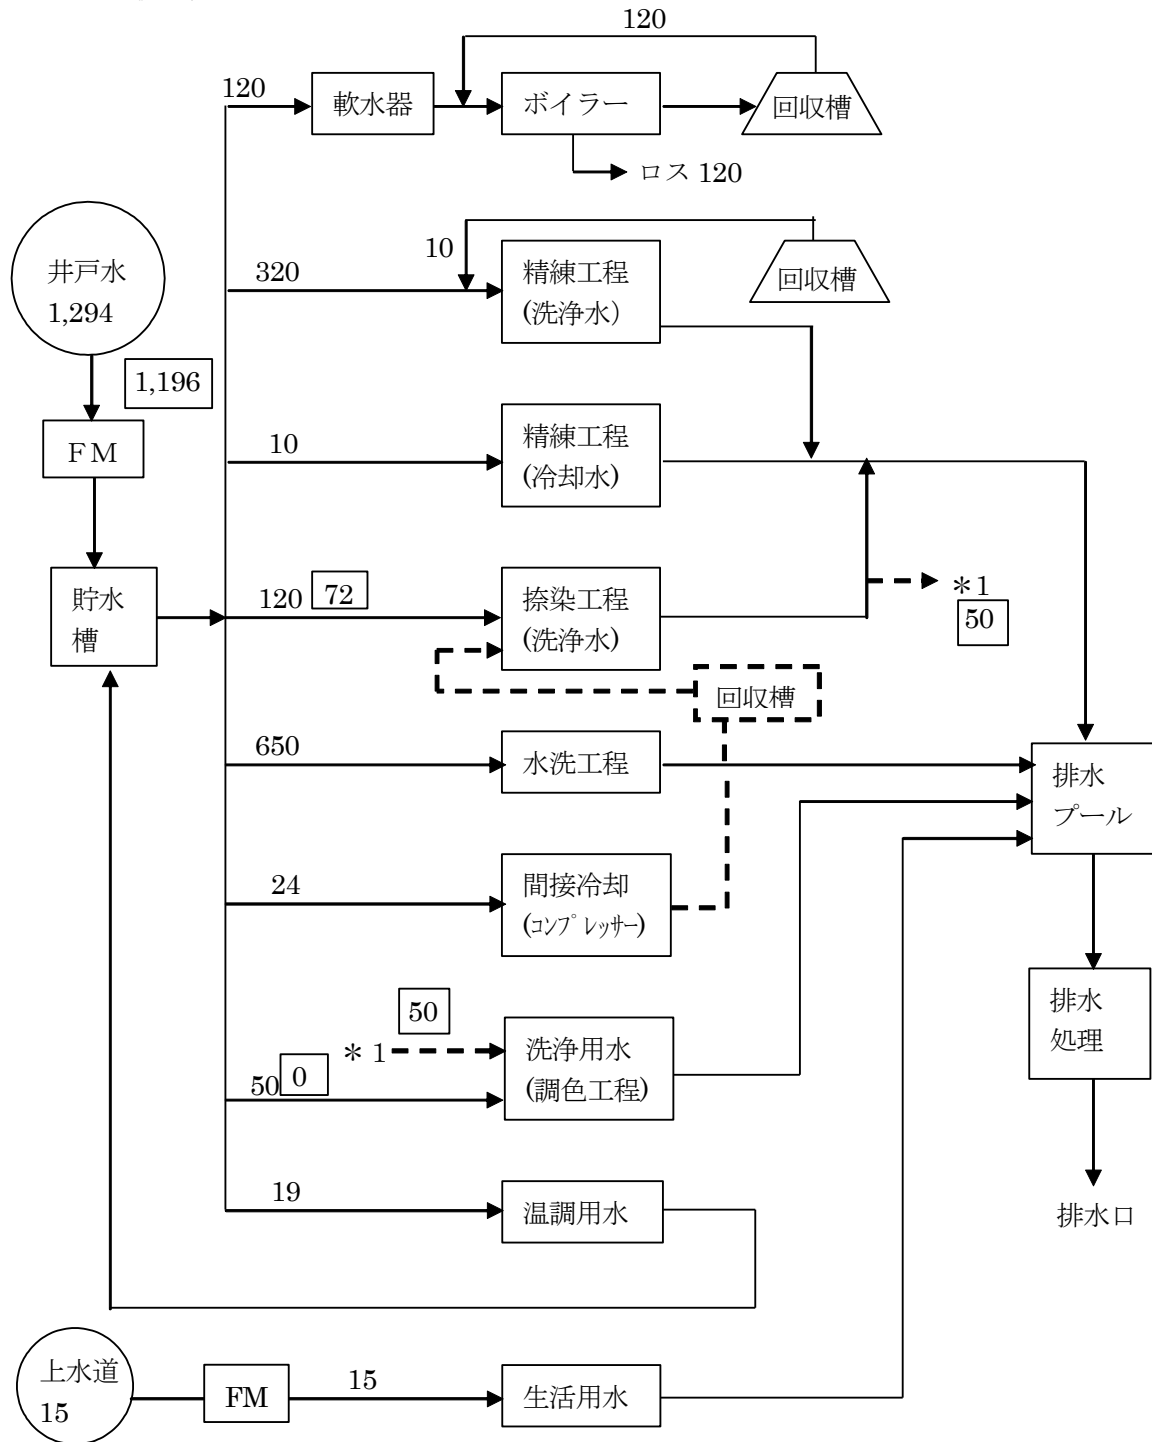 120
120
軟水器
ボイラー
回収槽
ロス 120
井戸水
1,294
320
10
精練工程
(洗浄水)
回収槽
1,196
FM
10
精練工程
(冷却水)
貯水
槽
120
72
捺染工程
(洗浄水)
＊1
50
回収槽
650
水洗工程
排水
プール
24
間接冷却
(ｺﾝﾌﾟﾚｯｻｰ)
50
＊1
洗浄用水
(調色工程)
50
0
排水
処理
19
温調用水
排水口
上水道
15
FM
15
生活用水